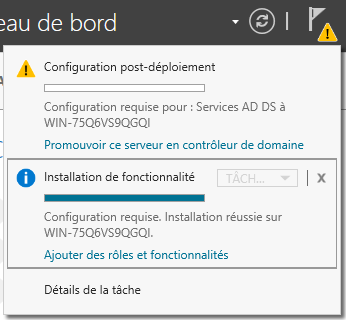 eau de bord
Configuration post-déploiement
Configuration requise pour : Services AD DS à
WIN-75Q6VS9QGQI
Promouvoir ce serveur en contrôleur de domaine
Installation de fonctionnalité
TÂCH...
X
Configuration requise. Installation réussie sur
WIN-75Q6VS9QGQI.
Ajouter des rôles et fonctionnalités
Détails de la tâche